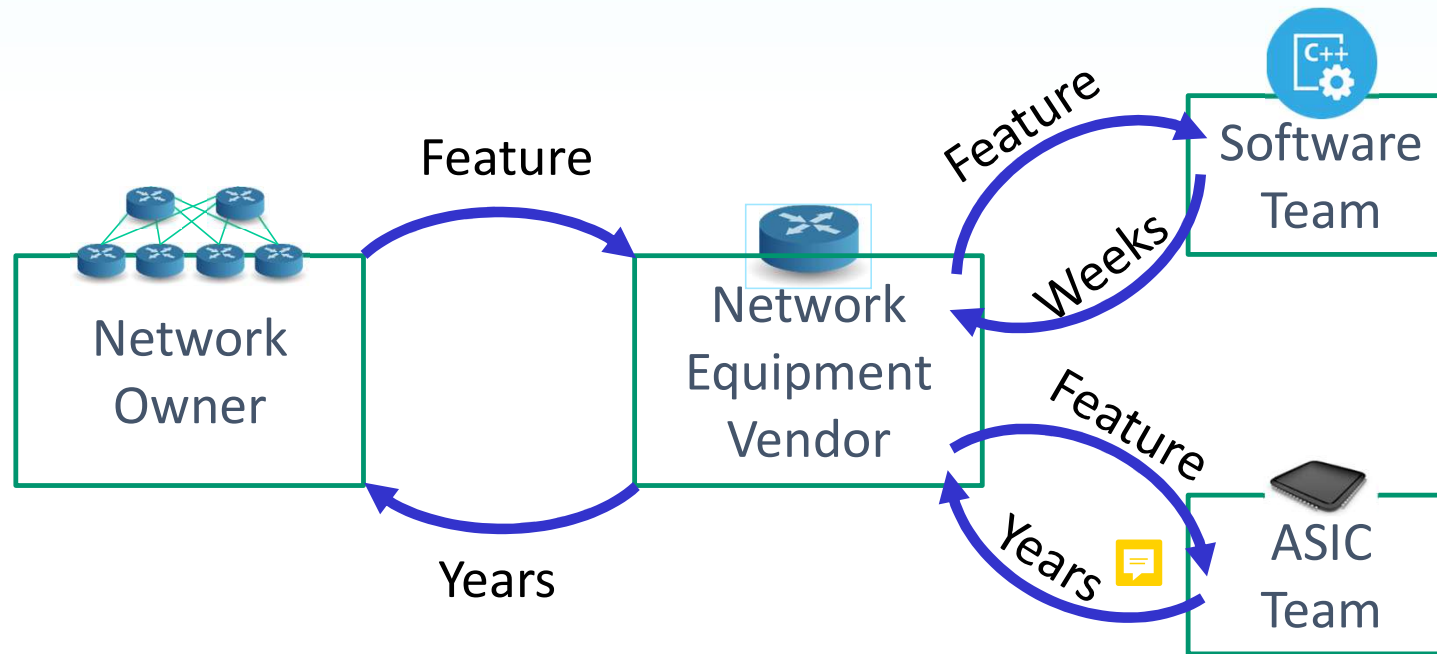 Feature
Network
Owner
Years
Network
Equipment
Vendor
Feature
Weeks
C++
Software
Team
Feature
Years
ASIC
Team